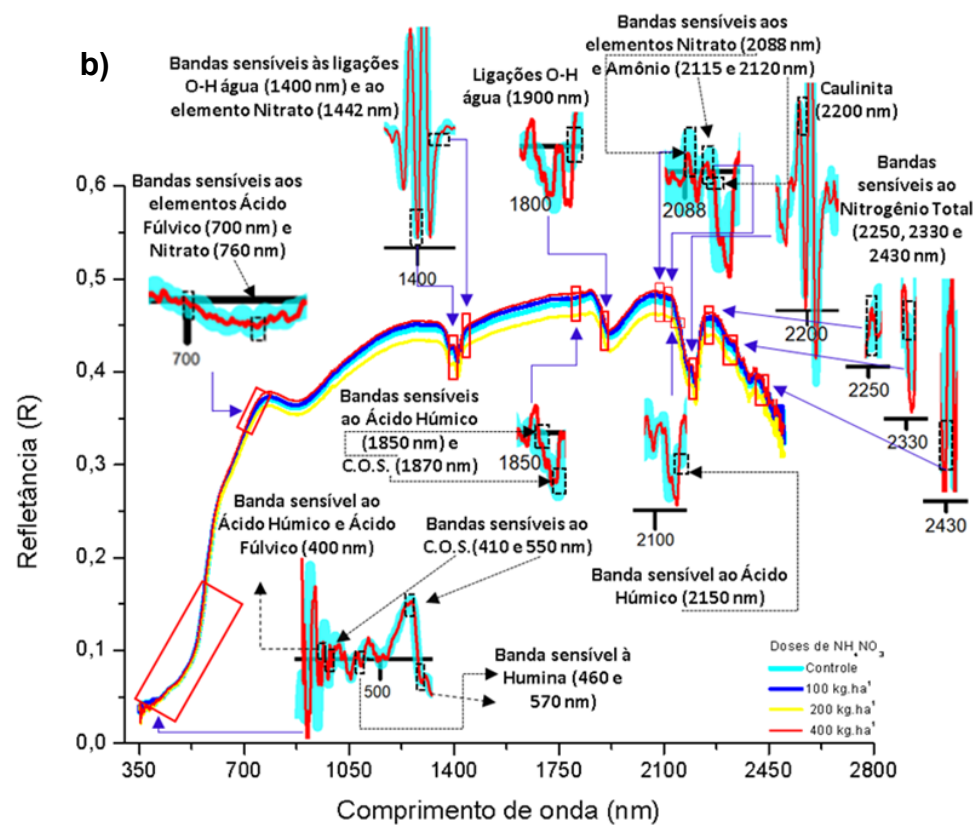 b)
Bandas sensíveis às ligações
O-H água (1400 nm) e ao
elemento Nitrato (1442 nm)
Ligações O-H
água (1900 nm)
Bandas sensíveis aos
elementos Nitrato (2088 nm)
e Amônio (2115 e 2120 nm)
Caulinita
(2200 nm)
Bandas
sensíveis ao
Nitrogênio Total
(2250, 2330 e
2430 nm)
Bandas sensíveis aos
elementos Ácido
Fúlvico (700 nm) e
Nitrato (760 nm)
1400
1800
2088
2200
700
2250
2330
2430
Bandas sensíveis
ao Ácido Húmico
(1850 nm) e
C.O.S. (1870 nm)
1850
2100
Banda sensível ao
Ácido Húmico e Ácido
Fúlvico (400 nm)
Bandas sensíveis ao
C.O.S. (410 e 550 nm)
Banda sensível ao Ácido
Húmico (2150 nm)
500
Banda sensível à
Humina (460 e
570 nm)
Doses de NH₄NO₃
Controle
100 kg.ha¹
200 kg.ha¹
400 kg.ha¹
Refletância (R)
0,6
0,5
0,4
0,3
0,2
0,1
0,0
350 700 1050 1400 1750 2100 2450 2800
Comprimento de onda (nm)